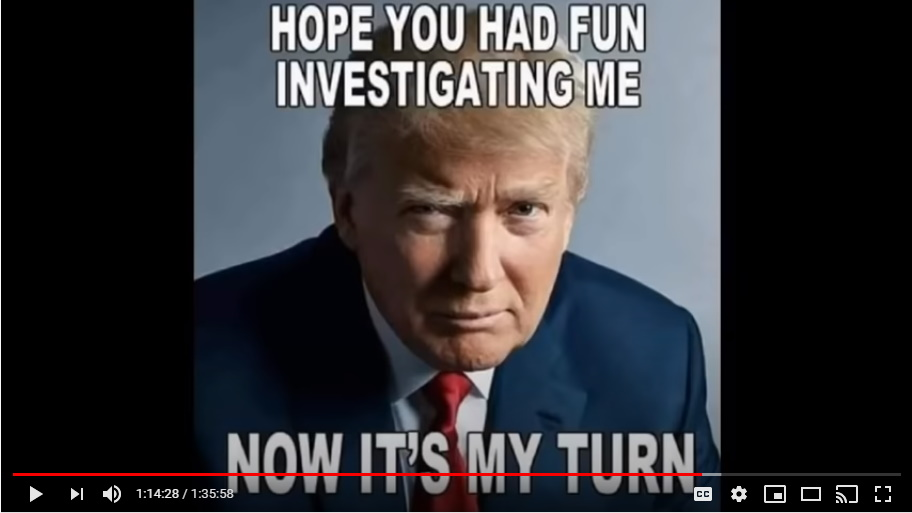 HOPE YOU HAD FUN
INVESTIGATING ME
NOW IT'S MY TURN
1:14:28 / 1:35:58
CC